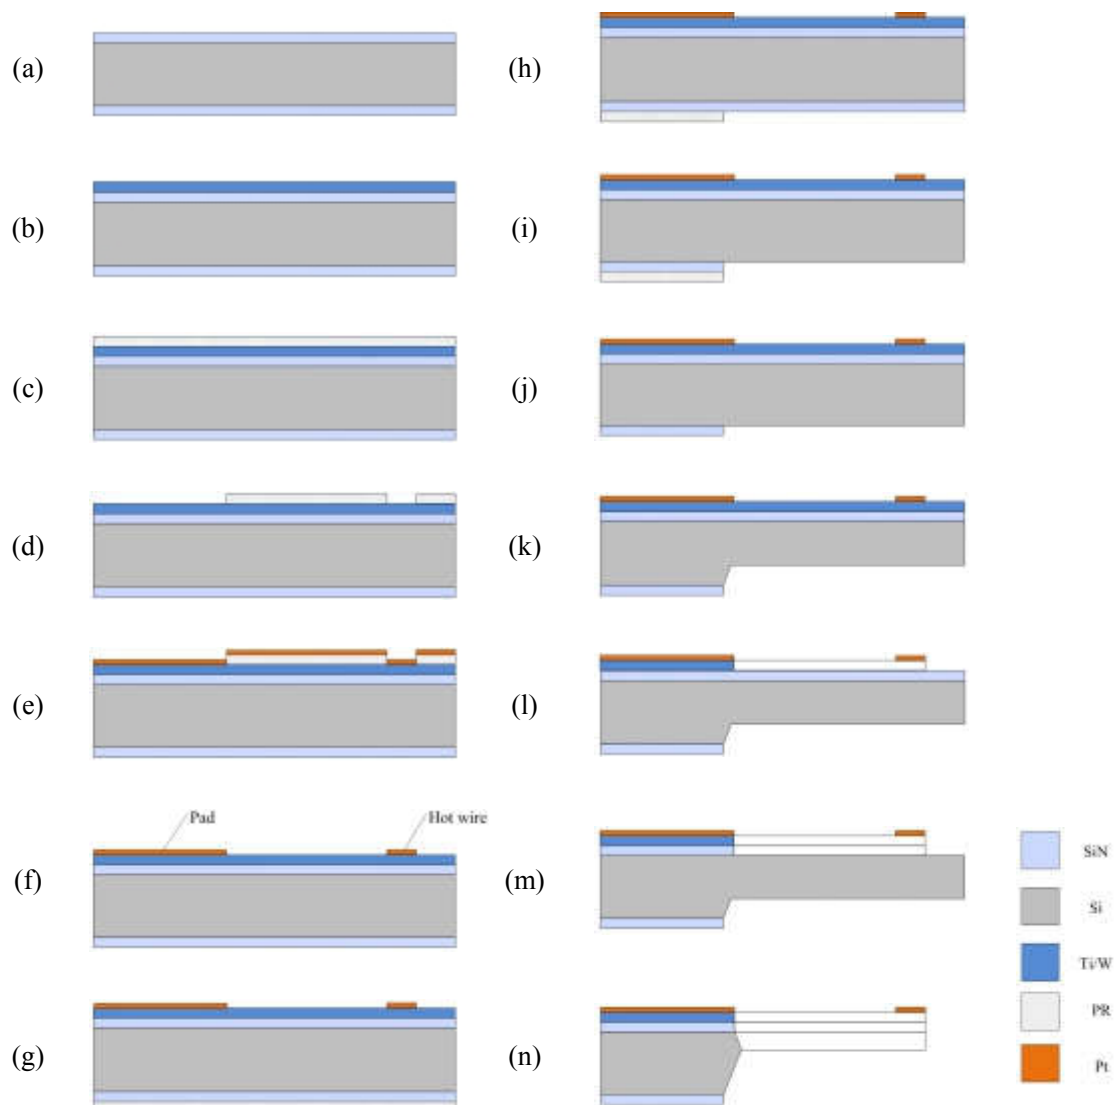 (a)
(b)
(c)
(d)
(e)
Pad
Hot wire
(f)
(g)
(h)
(i)
(j)
(k)
(l)
(m)
(n)
SiN
Si
Ti/W
PR
Pt